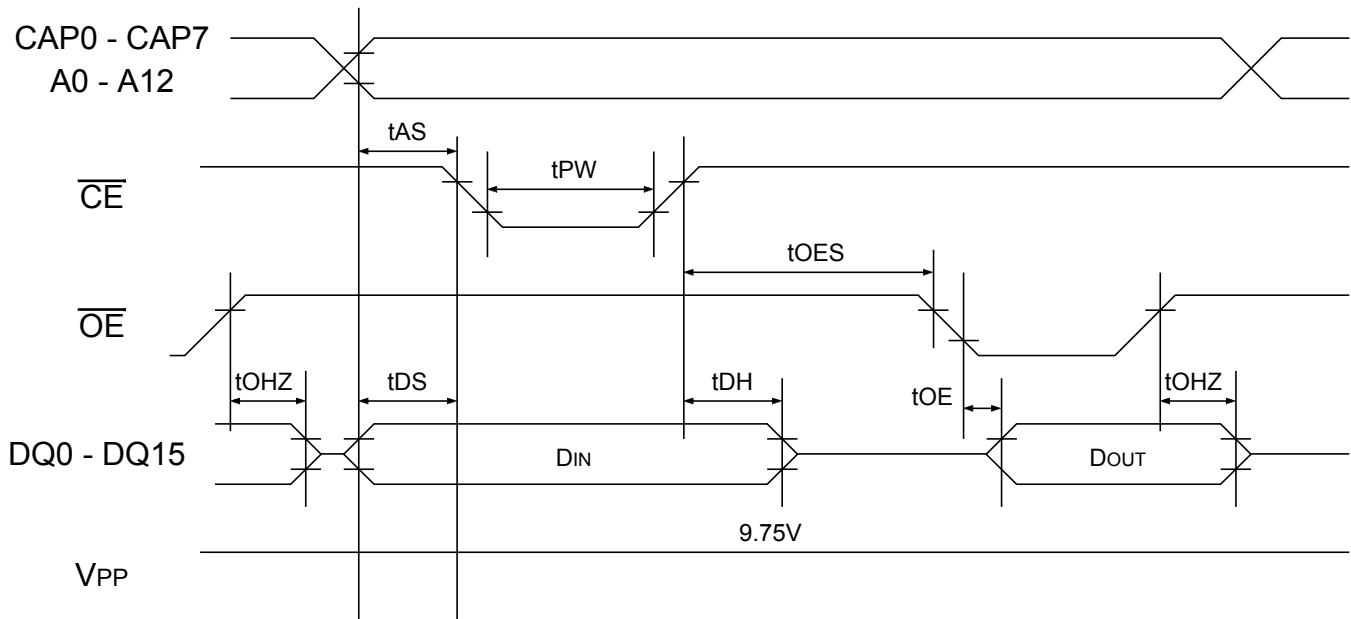 CAP0 - CAP7
A0 - A12
tAS
CE
tPW
tOES
OE
tOHZ
tDS
tDH
tOE
tOHZ
DQ0 - DQ15
DIN
DOUT
9.75V
VPP